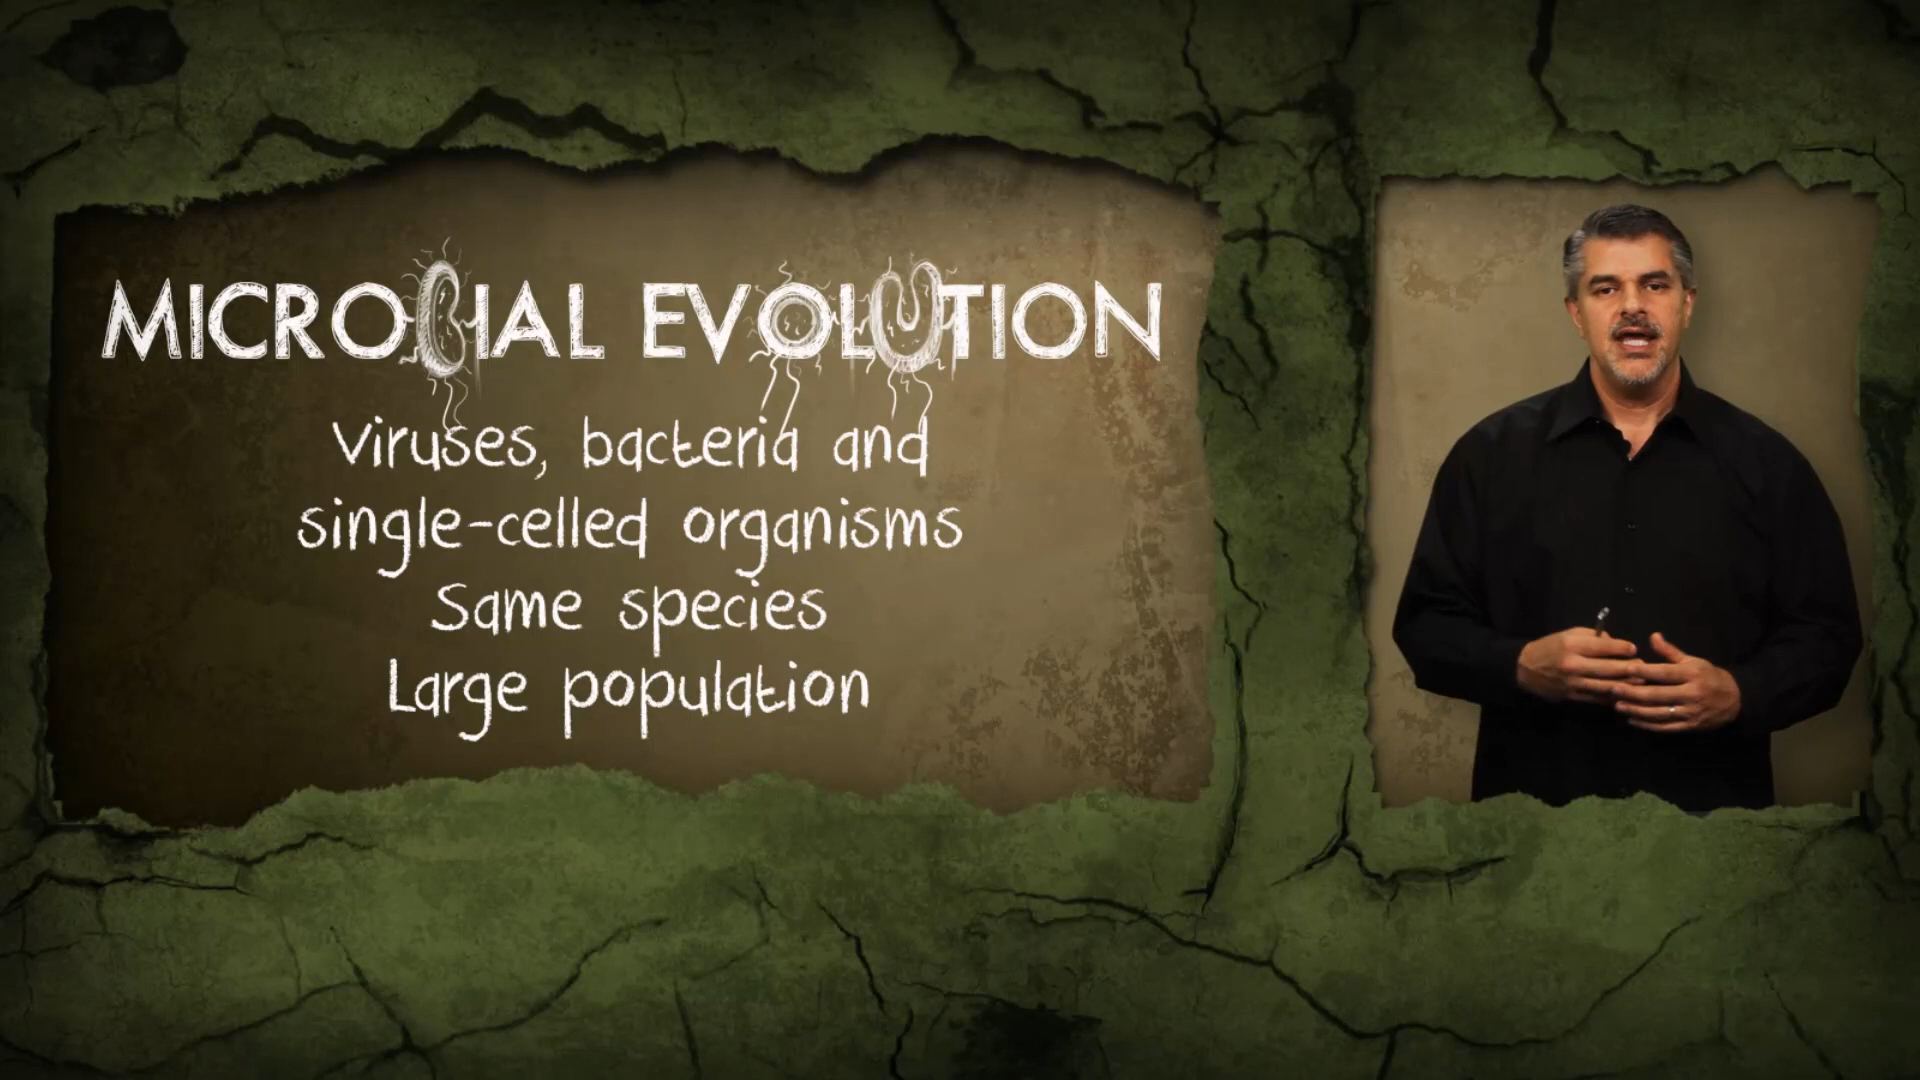 MICROBIAL EVOLUTION
Viruses, bacteria and
single-celled organisms
Same species
Large population